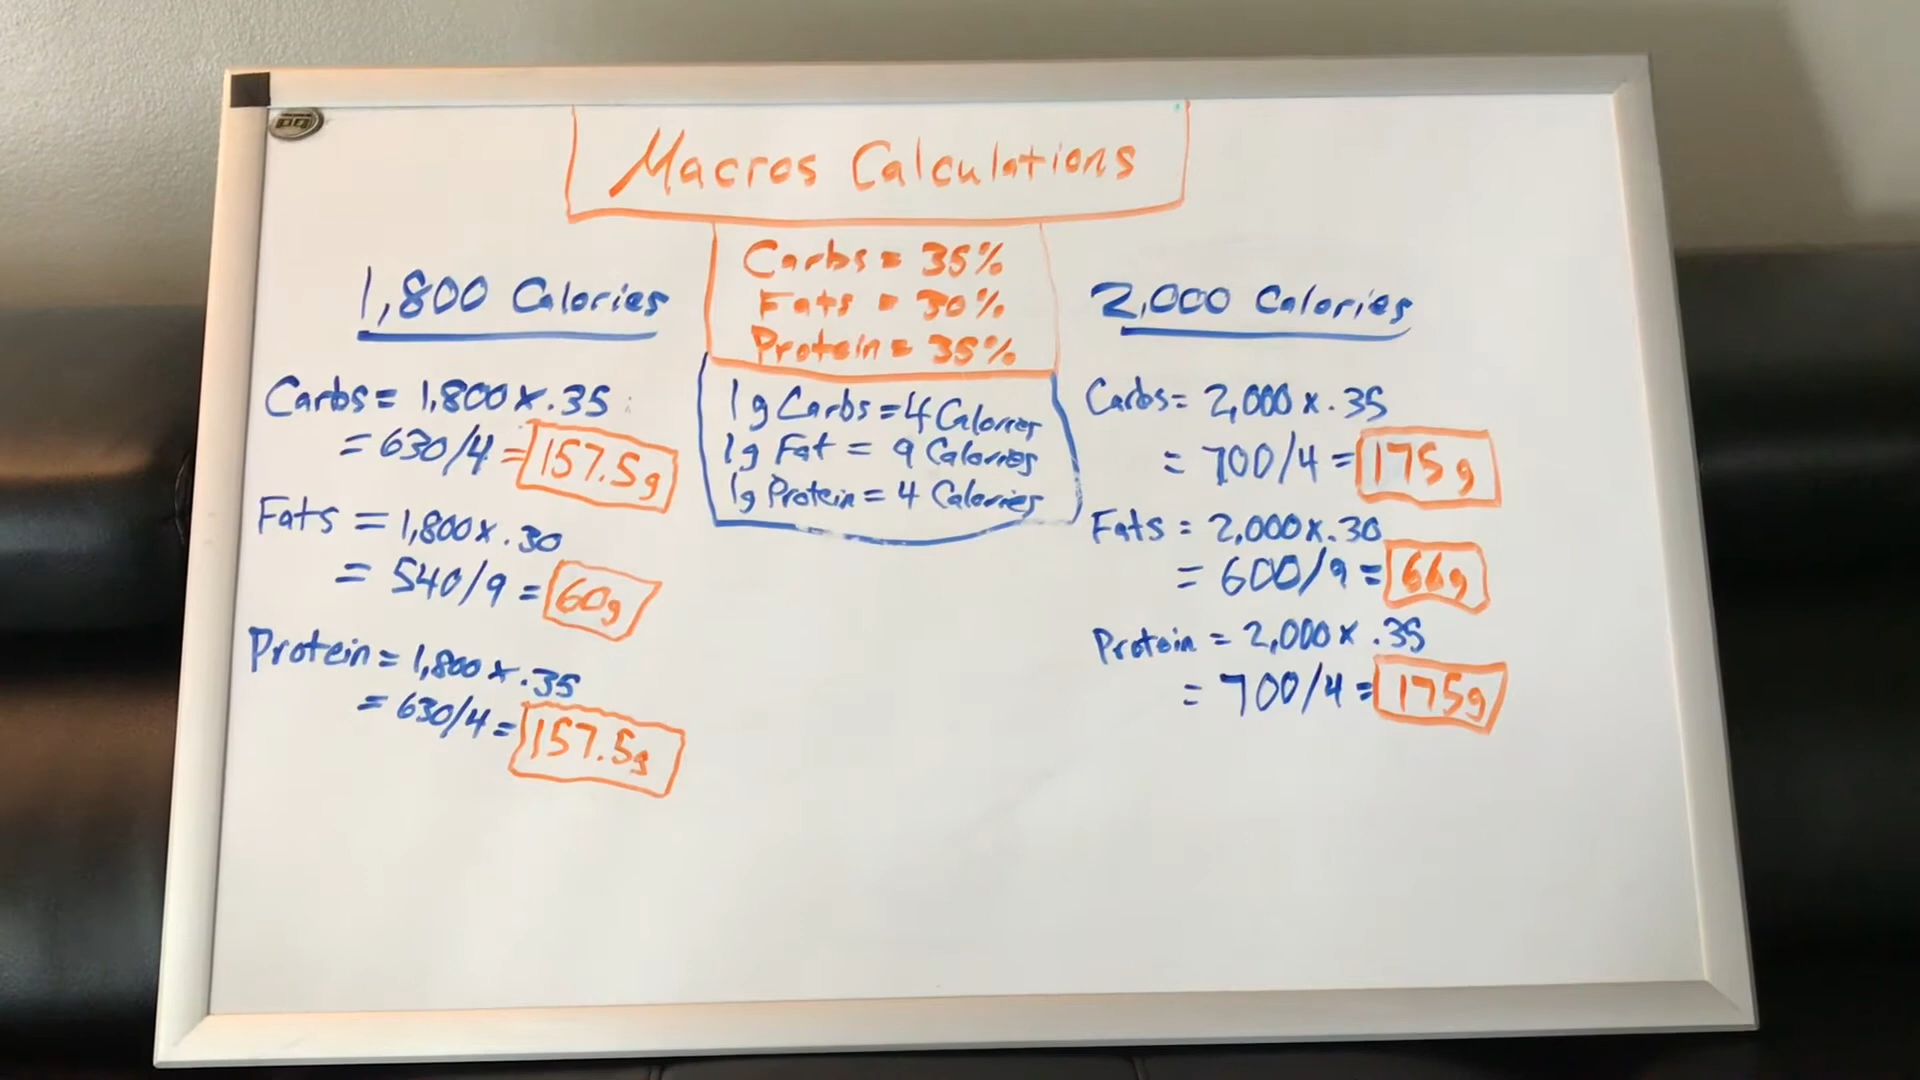 Macros Calculations
Carbs = 35%
Fats = 30%
Protein = 35%
1g Carbs = 4 Calories
1g Fat = 9 Calories
1g Protein = 4 Calories
1,800 Calories
Carbs = 1,800 x .35
= 630/4 = 157.5g
Fats = 1,800 x .30
= 540/9 = 60g
Protein = 1,800 x .35
= 630/4 = 157.5g
2,000 Calories
Carbs = 2,000 x .35
= 700/4 = 175g
Fats = 2,000 x .30
= 600/9 = 66g
Protein = 2,000 x .35
= 700/4 = 175g